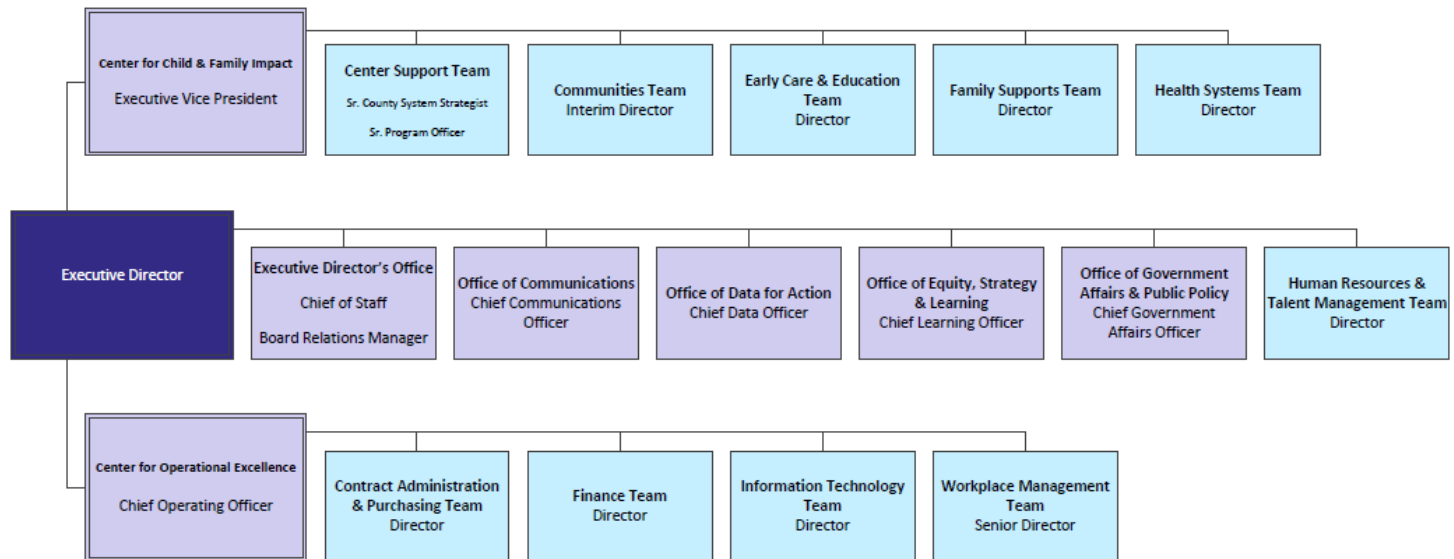 Center for Child & Family Impact
Executive Vice President
Center Support Team
Sr. County System Strategist
Sr. Program Officer
Communities Team
Interim Director
Early Care & Education
Team
Director
Family Supports Team
Director
Health Systems Team
Director
Executive Director
Executive Director's Office
Chief of Staff
Board Relations Manager
Office of Communications
Chief Communications
Officer
Office of Data for Action
Chief Data Officer
Office of Equity, Strategy
& Learning
Chief Learning Officer
Office of Government
Affairs & Public Policy
Chief Government
Affairs Officer
Human Resources &
Talent Management Team
Director
Center for Operational Excellence
Chief Operating Officer
Contract Administration
& Purchasing Team
Director
Finance Team
Director
Information Technology
Team
Director
Workplace Management
Team
Senior Director